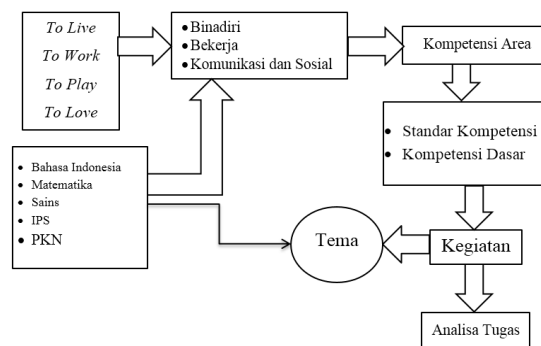 To Live
To Work
To Play
To Love
•Binadiri
•Bekerja
•Komunikasi dan Sosial
Kompetensi Area
• Standar Kompetensi
• Kompetensi Dasar
• Bahasa Indonesia
• Matematika
• Sains
• IPS
• PKN
Tema
Kegiatan
Analisa Tugas